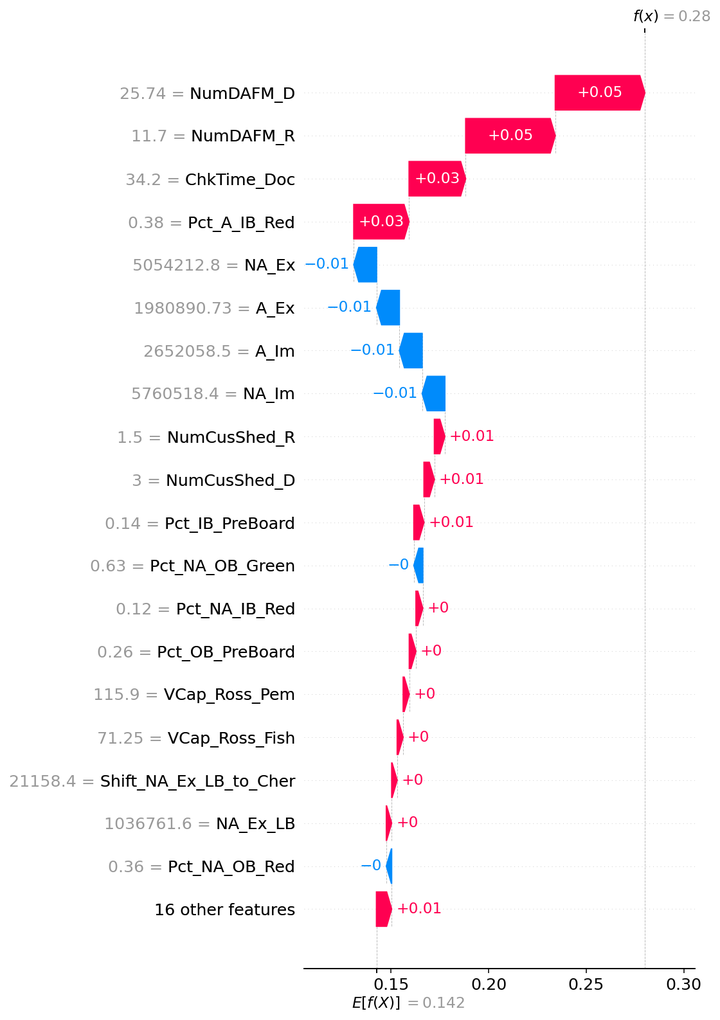 f(x) = 0.28
25.74 = NumDAFM_D
+0.05
11.7 = NumDAFM_R
+0.05
34.2 = ChkTime_Doc
+0.03
0.38 = Pct_A_IB_Red
+0.03
5054212.8 = NA_Ex
−0.01
1980890.73 = A_Ex
−0.01
2652058.5 = A_Im
−0.01
5760518.4 = NA_Im
−0.01
1.5 = NumCusShed_R
+0.01
3 = NumCusShed_D
+0.01
0.14 = Pct_IB_PreBoard
+0.01
0.63 = Pct_NA_OB_Green
−0
0.12 = Pct_NA_IB_Red
+0
0.26 = Pct_OB_PreBoard
+0
115.9 = VCap_Ross_Pem
+0
71.25 = VCap_Ross_Fish
+0
21158.4 = Shift_NA_Ex_LB_to_Cher
+0
1036761.6 = NA_Ex_LB
+0
0.36 = Pct_NA_OB_Red
−0
16 other features
+0.01
0.15 0.20 0.25 0.30
E[f(X)] = 0.142